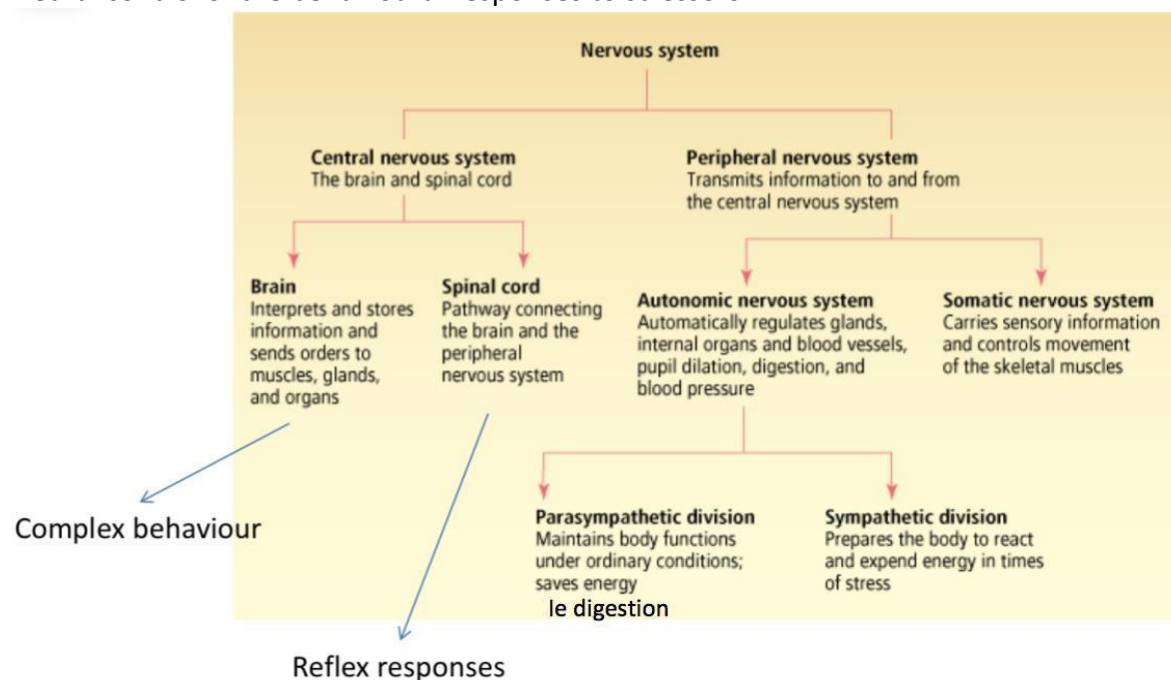 Nervous system
Central nervous system
The brain and spinal cord
Peripheral nervous system
Transmits information to and from
the central nervous system
Brain
Interprets and stores
information and
sends orders to
muscles, glands,
and organs
Spinal cord
Pathway connecting
the brain and the
peripheral
nervous system
Autonomic nervous system
Automatically regulates glands,
internal organs and blood vessels,
pupil dilation, digestion, and
blood pressure
Somatic nervous system
Carries sensory information
and controls movement
of the skeletal muscles
Complex behaviour
Parasympathetic division
Maintains body functions
under ordinary conditions;
saves energy
Ie digestion
Sympathetic division
Prepares the body to react
and expend energy in times
of stress
Reflex responses